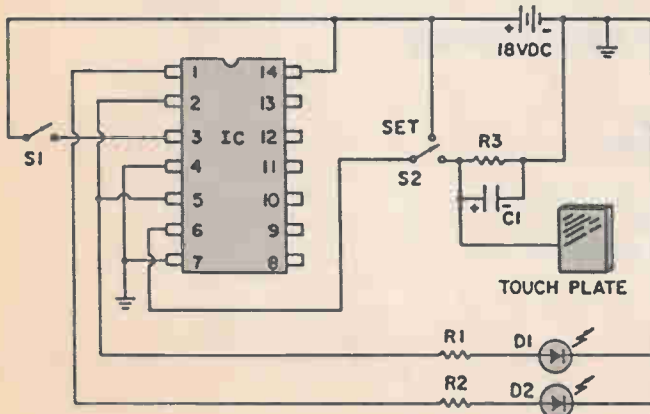 + -
18VDC
1 14
2 13
3 IC 12
4 11
5 10
6 9
7 8
S1
SET
S2
R3
+ -
C1
TOUCH PLATE
R1 D1
R2 D2